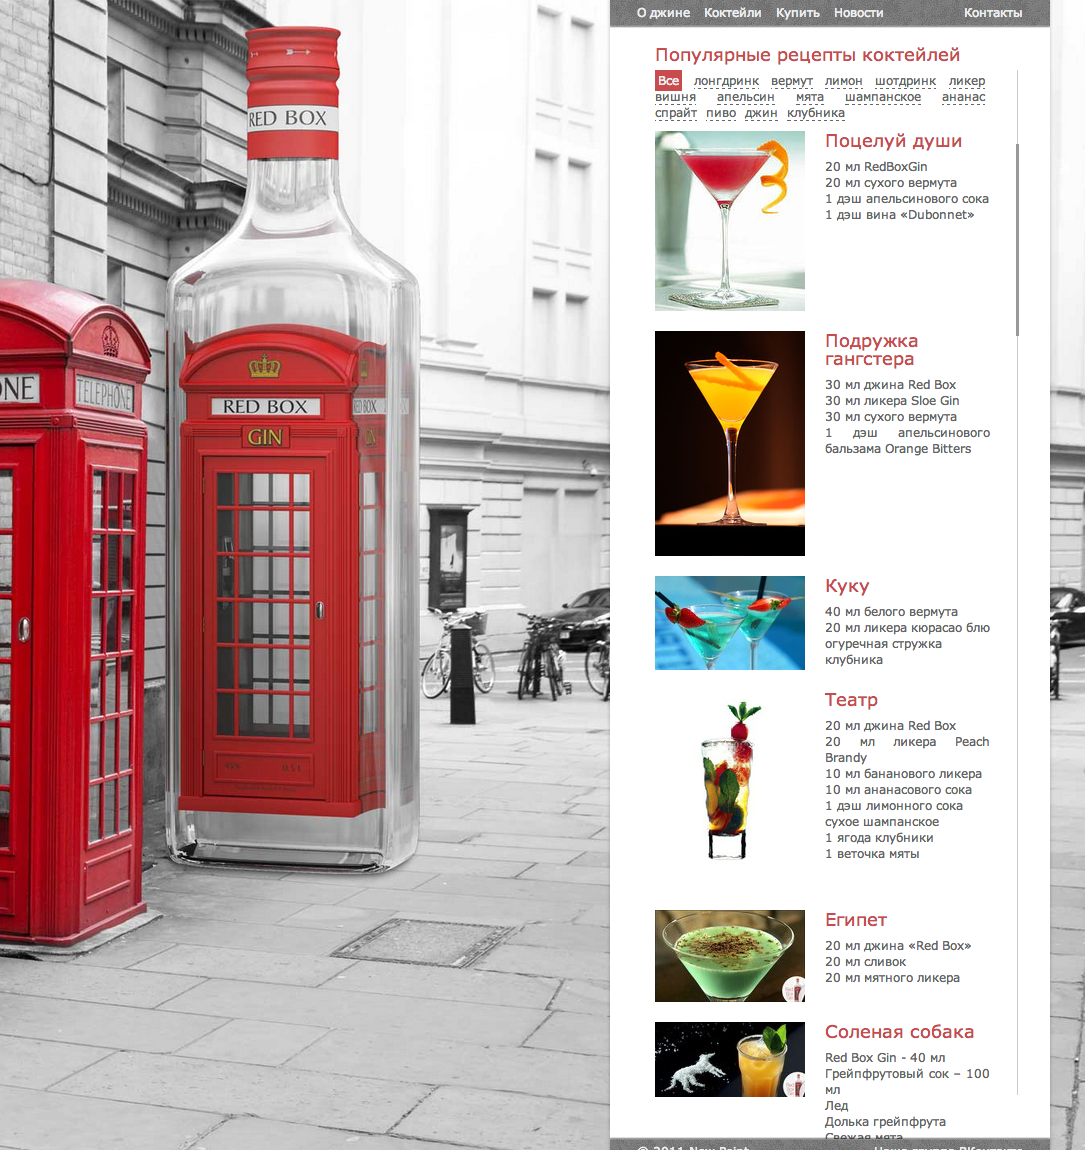 О джине Коктейли Купить Новости Контакты
RED BOX
ONE
TELEPHONE
RED BOX
GIN
Популярные рецепты коктейлей
Все лонгдринк вермут лимон шотдринк ликер
вишня апельсин мята шампанское ананас
спрайт пиво джин клубника
Поцелуй души
20 мл RedBoxGin
20 мл сухого вермута
1 дэш апельсинового сока
1 дэш вина «Dubonnet»
Подружка
гангстера
30 мл джина Red Box
30 мл ликера Sloe Gin
30 мл сухого вермута
1 дэш апельсинового
бальзама Orange Bitters
Куку
40 мл белого вермута
20 мл ликера кюрасао блю
огуречная стружка
клубника
Театр
20 мл джина Red Box
20 мл ликера Peach
Brandy
10 мл бананового ликера
10 мл ананасового сока
1 дэш лимонного сока
сухое шампанское
1 ягода клубники
1 веточка мяты
Египет
20 мл джина «Red Box»
20 мл сливок
20 мл мятного ликера
Соленая собака
Red Box Gin - 40 мл
Грейпфрутовый сок – 100
мл
Лед
Долька грейпфрута
Свежая мята